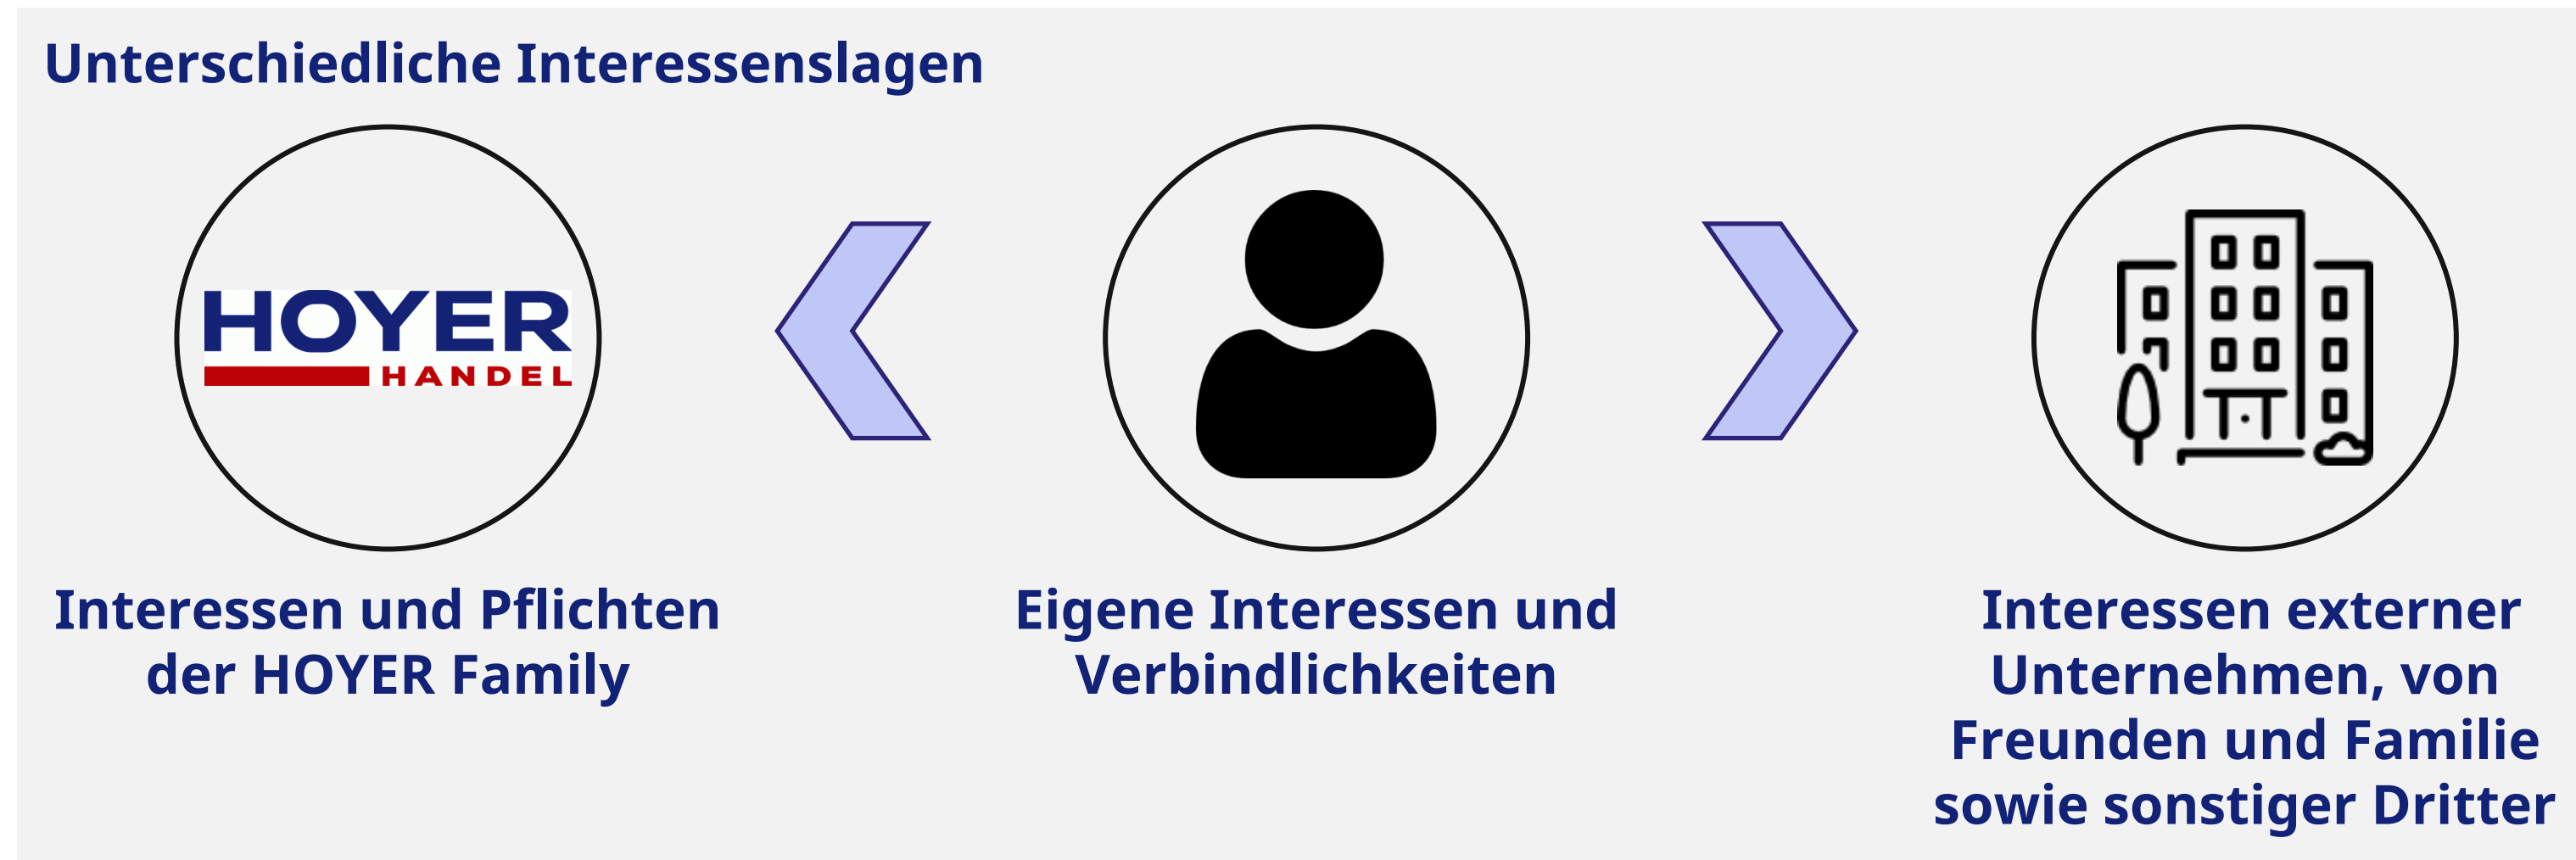 Unterschiedliche Interessenslagen
HOYER
HANDEL
Interessen und Pflichten
der HOYER Family
Eigene Interessen und
Verbindlichkeiten
Interessen externer
Unternehmen, von
Freunden und Familie
sowie sonstiger Dritter